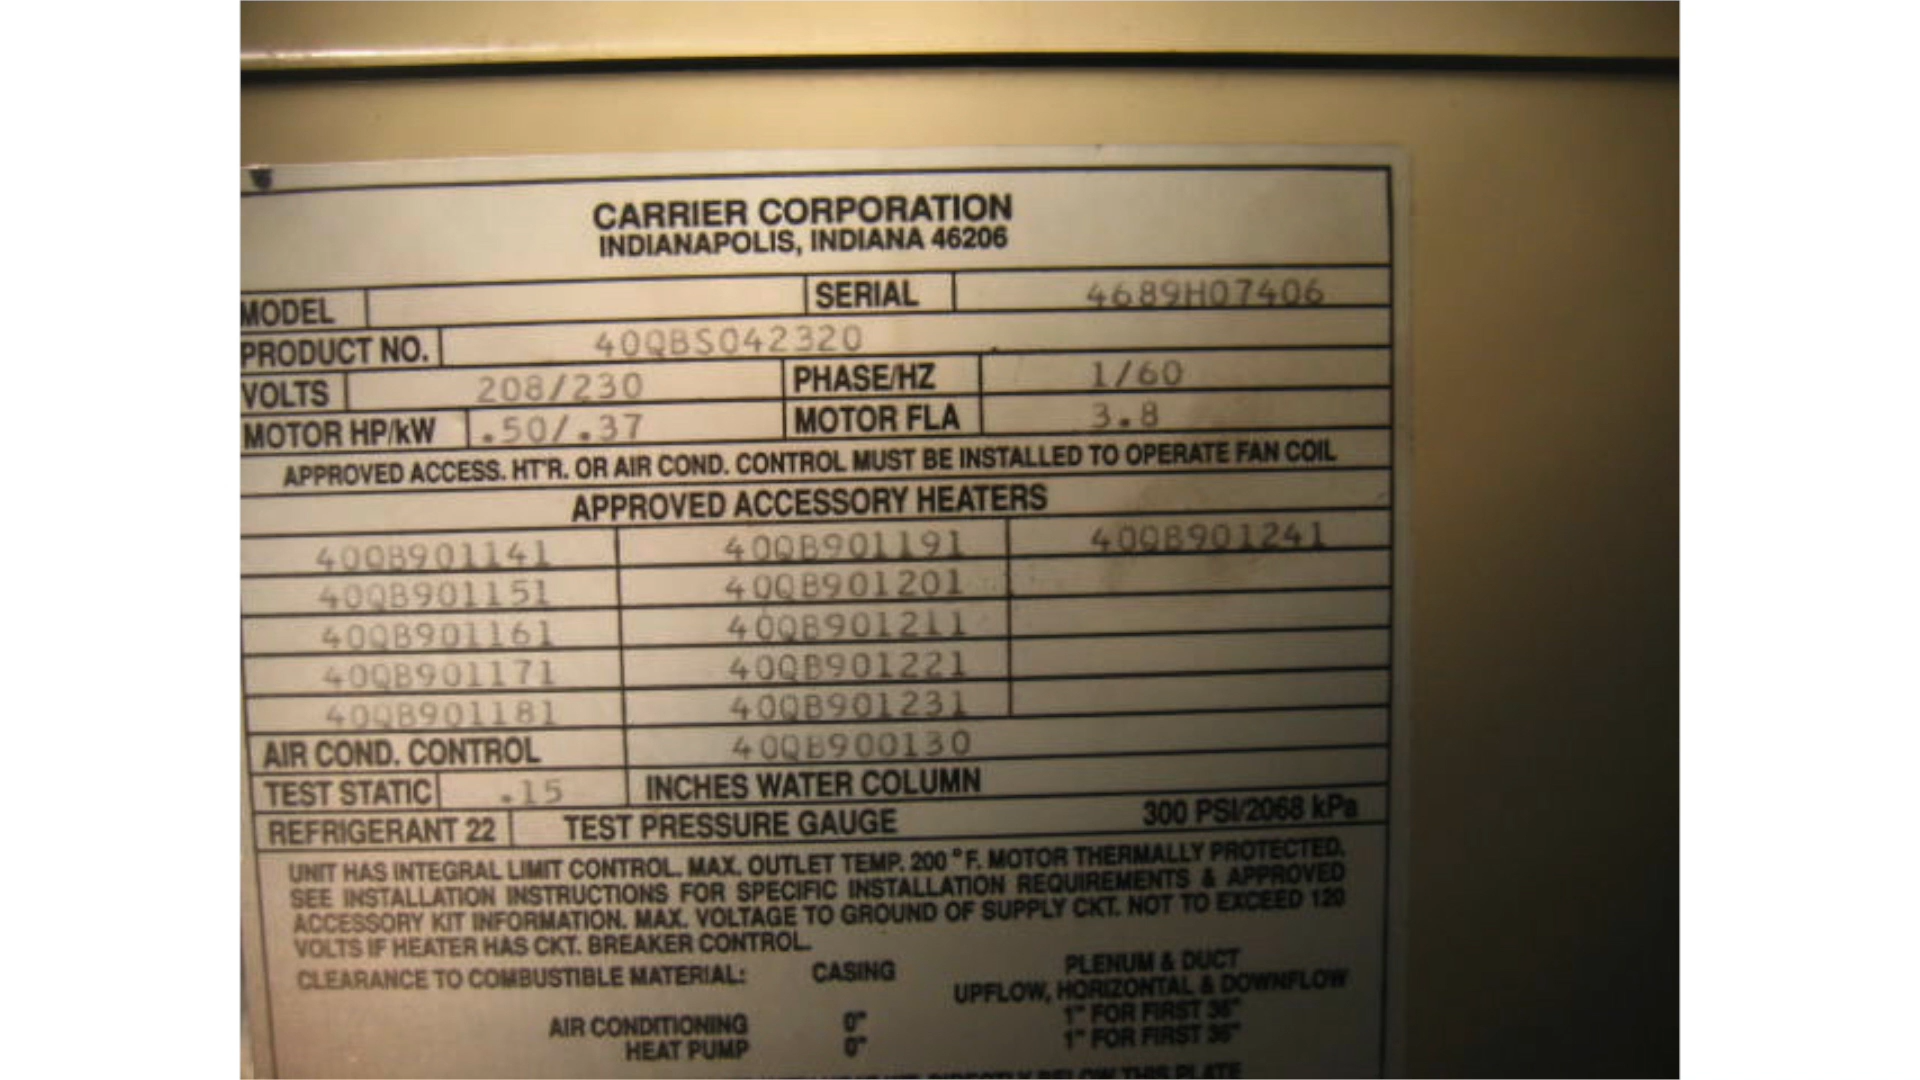 CARRIER CORPORATION
INDIANAPOLIS, INDIANA 46206
MODEL SERIAL 4689H07406
PRODUCT NO. 40QBS042320
VOLTS 208/230 PHASE/HZ 1/60
MOTOR HP/kW .50/.37 MOTOR FLA 3.8
APPROVED ACCESS. HT'R. OR AIR COND. CONTROL MUST BE INSTALLED TO OPERATE FAN COIL
APPROVED ACCESSORY HEATERS
40QB901141 40QB901191 40QB901241
40QB901151 40QB901201
40QB901161 40QB901211
40QB901171 40QB901221
40QB901181 40QB901231
AIR COND. CONTROL 40QB900130
TEST STATIC .15 INCHES WATER COLUMN
REFRIGERANT 22 TEST PRESSURE GAUGE 300 PSI/2068 kPa
UNIT HAS INTEGRAL LIMIT CONTROL. MAX. OUTLET TEMP. 200°F. MOTOR THERMALLY PROTECTED.
SEE INSTALLATION INSTRUCTIONS FOR SPECIFIC INSTALLATION REQUIREMENTS & APPROVED
ACCESSORY KIT INFORMATION. MAX. VOLTAGE TO GROUND OF SUPPLY CKT. NOT TO EXCEED 120
VOLTS IF HEATER HAS CKT. BREAKER CONTROL.
CLEARANCE TO COMBUSTIBLE MATERIAL: CASING PLENUM & DUCT
UPFLOW, HORIZONTAL & DOWNFLOW
AIR CONDITIONING 0" 1" FOR FIRST 36"
HEAT PUMP 0" 1" FOR FIRST 36"
DIRECTLY BELOW THIS PLATE